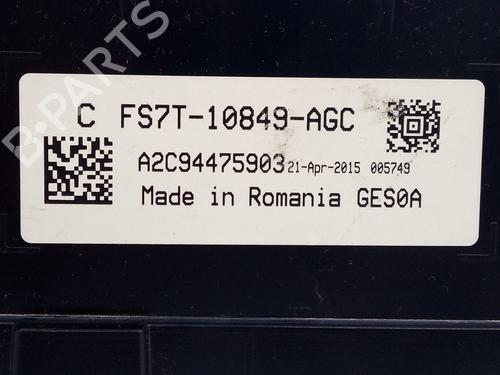 B-PARTS
C FS7T-10849-AGC
A2C94475903 21-Apr-2015 005749
Made in Romania GES0A